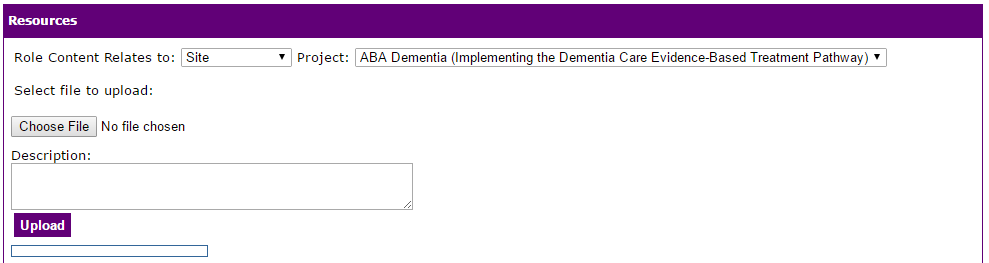 Resources
Role Content Relates to: Site Project: ABA Dementia (Implementing the Dementia Care Evidence-Based Treatment Pathway)
Select file to upload:
Choose File No file chosen
Description:
Upload